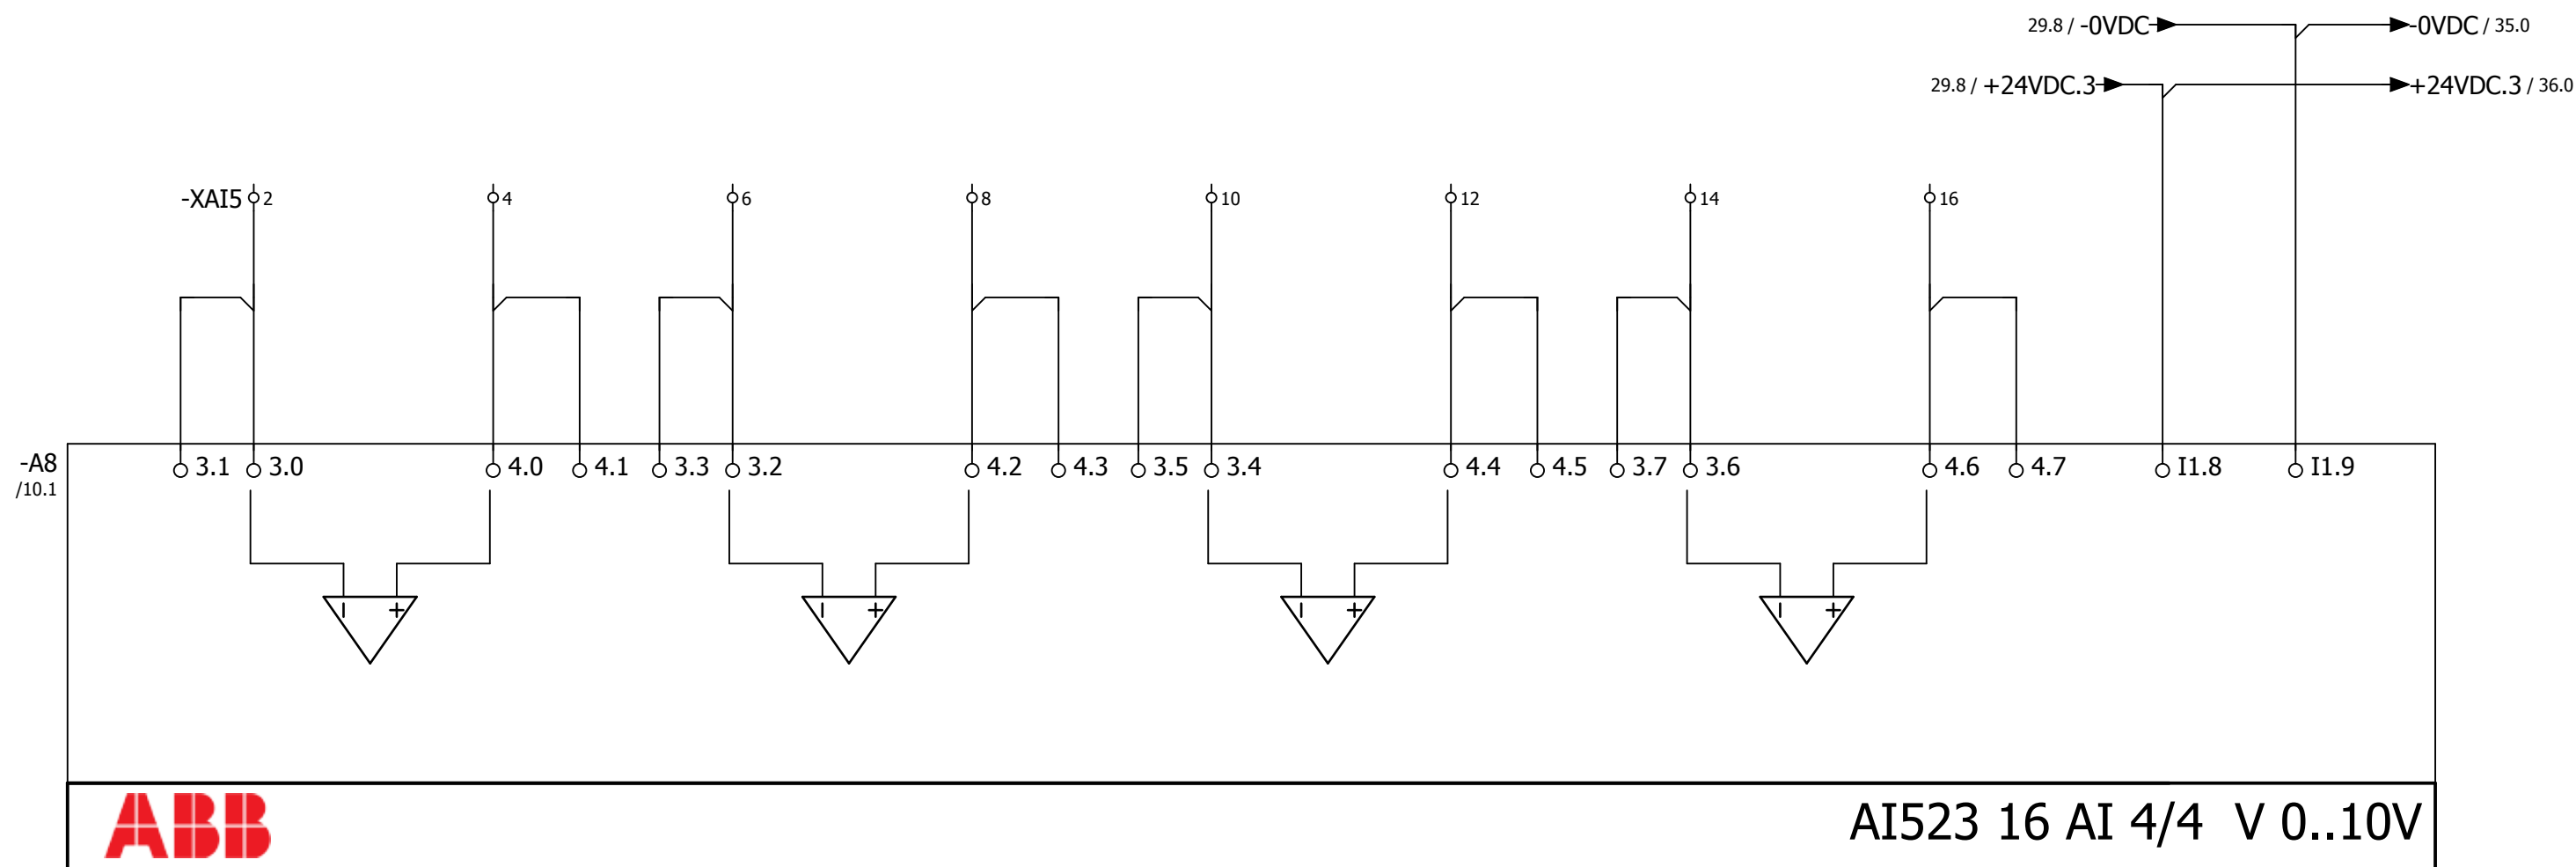 29.8 / -0VDC -0VDC / 35.0
29.8 / +24VDC.3 +24VDC.3 / 36.0
-XAI5 2 4 6 8 10 12 14 16
-A8 3.1 3.0 4.0 4.1 3.3 3.2 4.2 4.3 3.5 3.4 4.4 4.5 3.7 3.6 4.6 4.7 I1.8 I1.9
/10.1
- + - + - + - +
ABB AI523 16 AI 4/4 V 0..10V